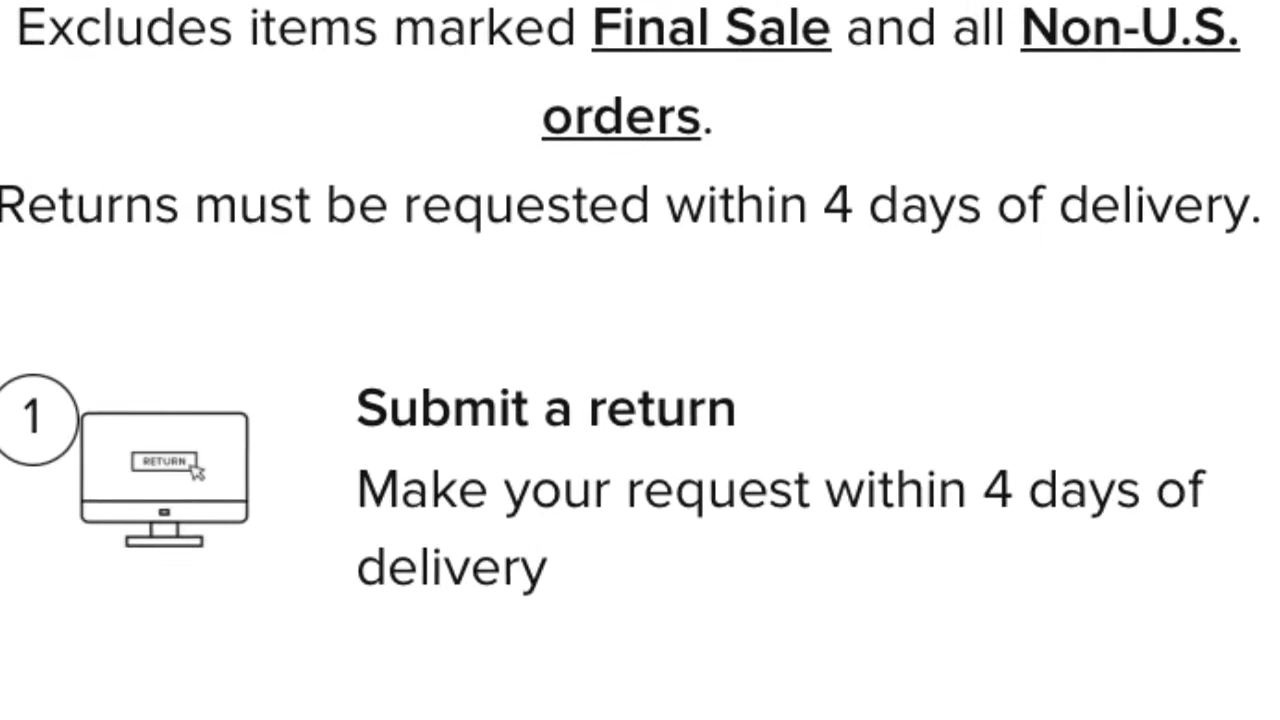 Excludes items marked Final Sale and all Non-U.S.
orders.
Returns must be requested within 4 days of delivery.
1
RETURN
Submit a return
Make your request within 4 days of
delivery